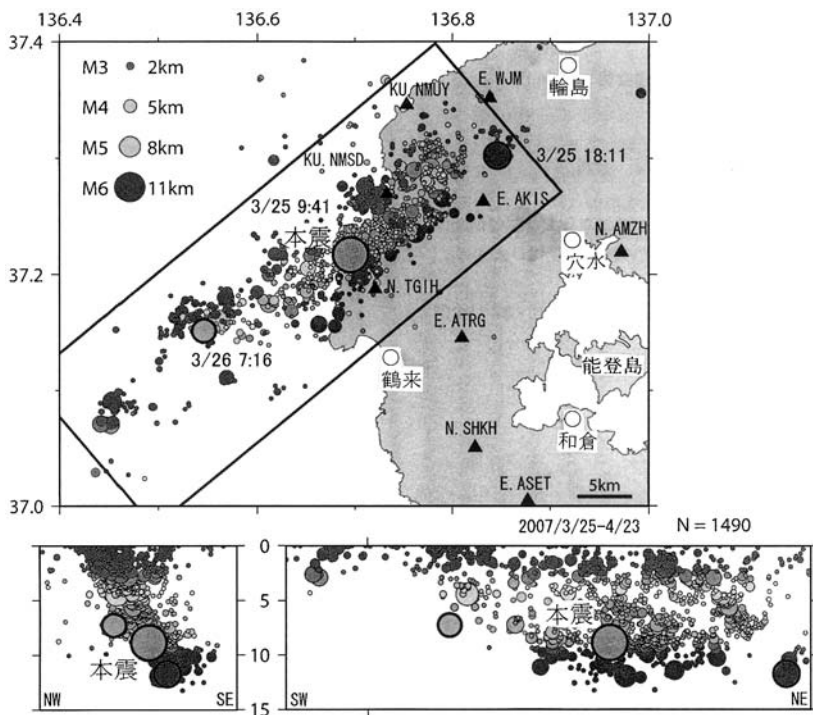 136.4 136.6 136.8 137.0
37.4
M3 2km
M4 5km
M5 8km
M6 11km
KU. NMUY
E. WJM
輪島
3/25 18:11
KU. NMSD
3/25 9:41
本震
E. AKIS
N. AMZH
穴水
37.2
N. TGIH
E. ATRG
3/26 7:16
鶴来
能登島
N. SHKH
和倉
E. ASET
5km
37.0
2007/3/25-4/23 N = 1490
0
5
10
15
本震
NW SE
本震
SW NE